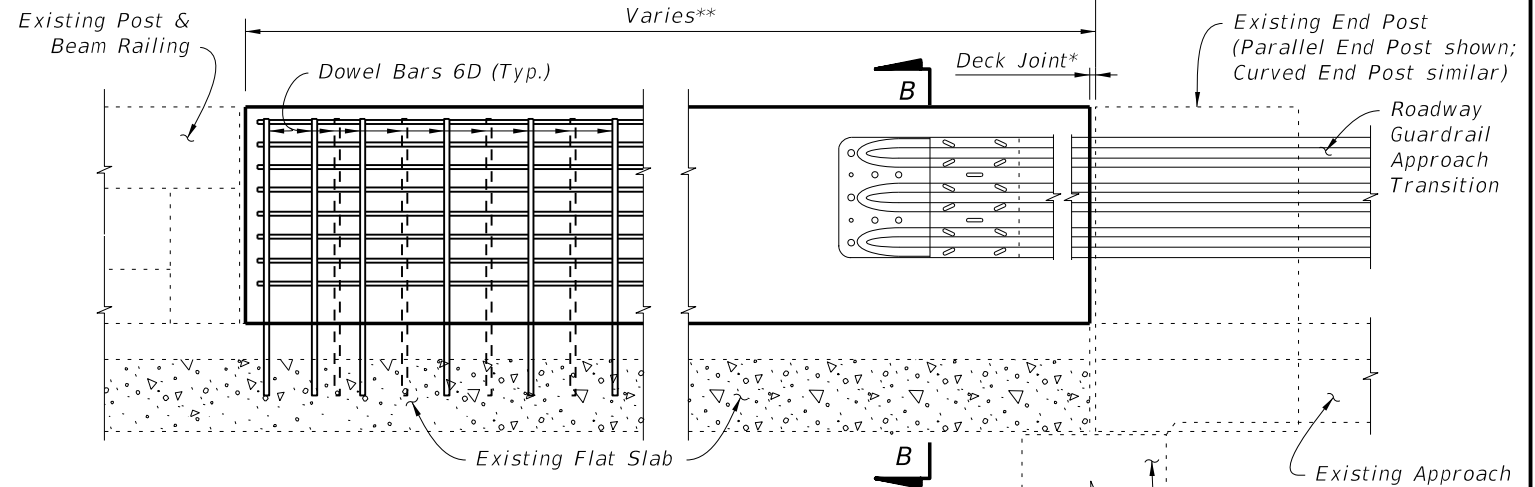 Existing Post &
Beam Railing
Varies**
Existing End Post
(Parallel End Post shown;
Curved End Post similar)
Deck Joint*
Dowel Bars 6D (Typ.)
B
Roadway
Guardrail
Approach
Transition
B
Existing Flat Slab
Existing Approach